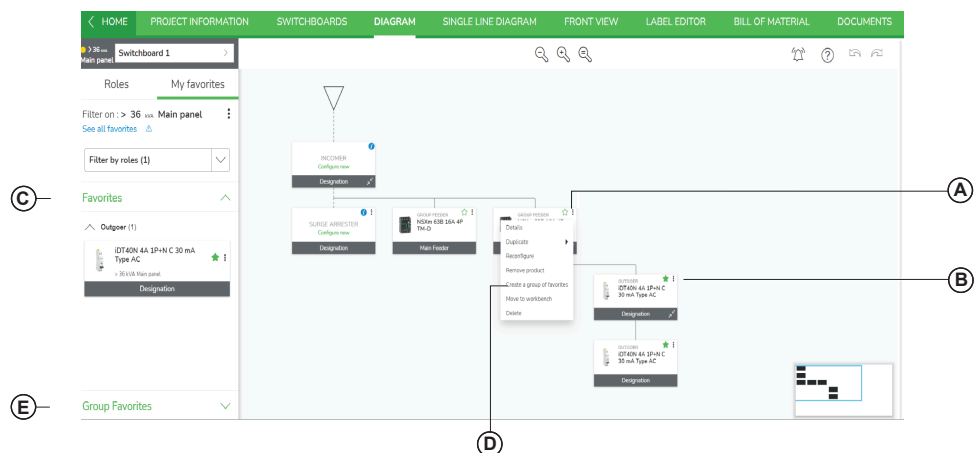 HOME PROJECT INFORMATION SWITCHBOARDS DIAGRAM SINGLE LINE DIAGRAM FRONT VIEW LABEL EDITOR BILL OF MATERIAL DOCUMENTS
> 36 kVA
Main panel
Switchboard 1
Roles My favorites
Filter on : > 36 kVA Main panel
See all favorites
Filter by roles (1)
Favorites
Outgoer (1)
iDT40N 4A 1P+N C 30 mA
Type AC
> 36 kVA Main panel
Designation
Group Favorites
INCOMER
Configure now
Designation
SURGE ARRESTER
Configure now
Designation
GROUP FEEDER
NSXm 63B 16A 4P
TM-D
Main Feeder
GROUP FEEDER
Details
Duplicate
Reconfigure
Remove product
Create a group of favorites
Move to workbench
Delete
OUTGOER
iDT40N 4A 1P+N C
30 mA Type AC
Designation
OUTGOER
iDT40N 4A 1P+N C
30 mA Type AC
Designation
A
B
C
D
E